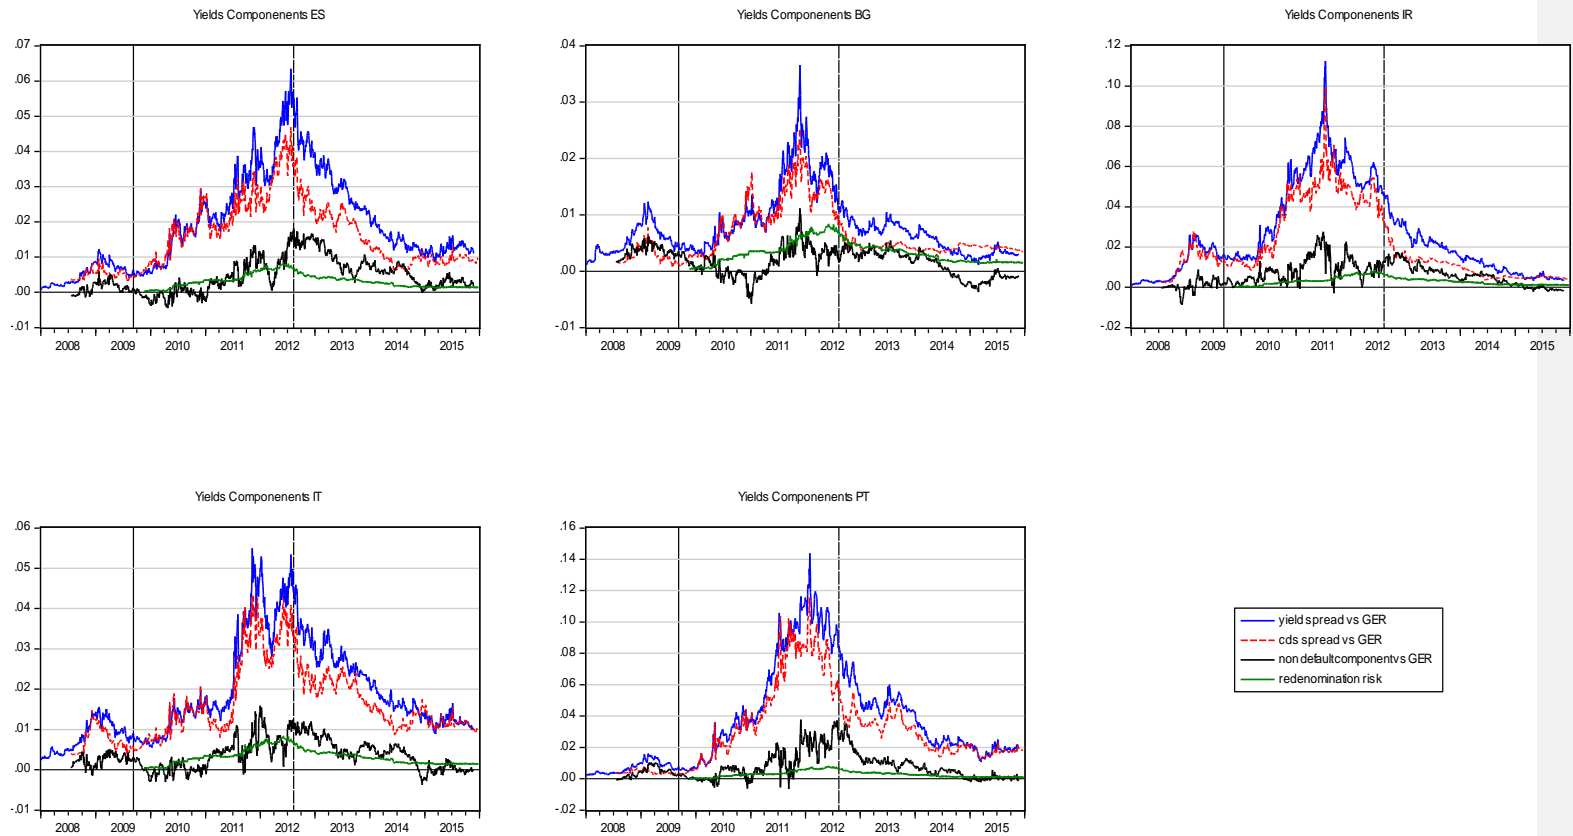 Yields Componenents ES
.07
.06
.05
.04
.03
.02
.01
.00
-.01
2008 2009 2010 2011 2012 2013 2014 2015
Yields Componenents BG
.04
.03
.02
.01
.00
-.01
2008 2009 2010 2011 2012 2013 2014 2015
Yields Componenents IR
.12
.10
.08
.06
.04
.02
.00
-.02
2008 2009 2010 2011 2012 2013 2014 2015
Yields Componenents IT
.06
.05
.04
.03
.02
.01
.00
-.01
2008 2009 2010 2011 2012 2013 2014 2015
Yields Componenents PT
.16
.14
.12
.10
.08
.06
.04
.02
.00
-.02
2008 2009 2010 2011 2012 2013 2014 2015
yield spread vs GER
cds spread vs GER
non default component vs GER
redenomination risk